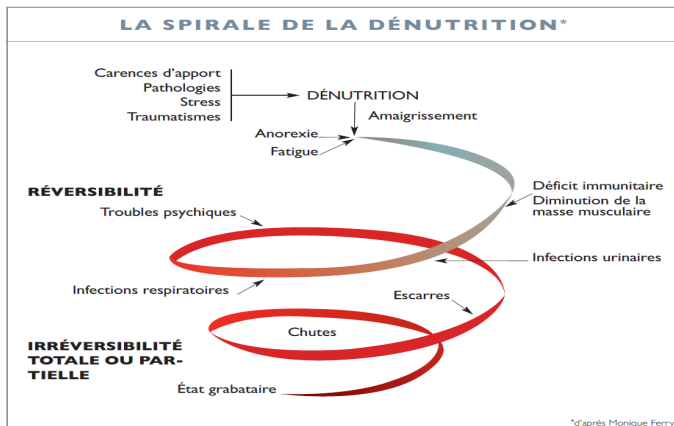 LA SPIRALE DE LA DÉNUTRITION*
Carences d'apport
Pathologies
Stress
Traumatismes
DÉNUTRITION
Amaigrissement
Anorexie
Fatigue
RÉVERSIBILITÉ
Troubles psychiques
Déficit immunitaire
Diminution de la
masse musculaire
Infections urinaires
Infections respiratoires
Escarres
Chutes
IRRÉVERSIBILITÉ
TOTALE OU PAR-
TIELLE
État grabataire
*d'après Monique Ferry